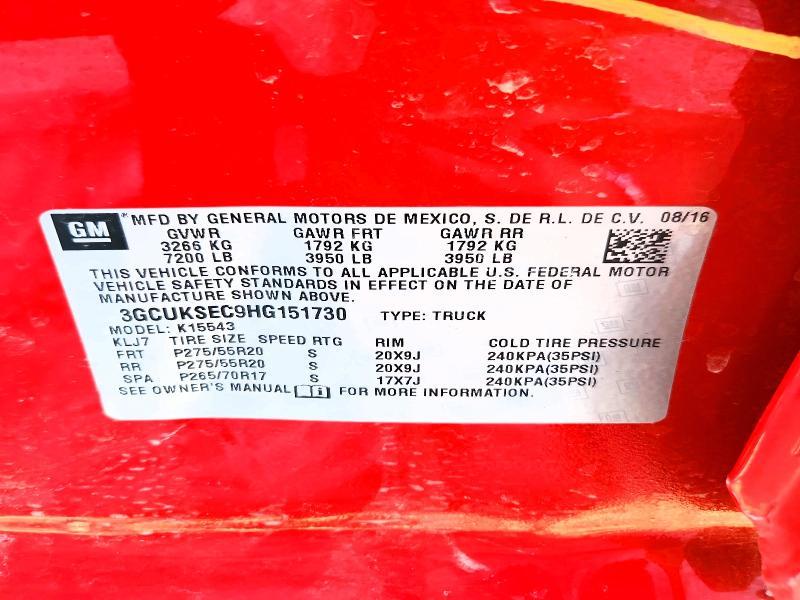 GM
MFD BY GENERAL MOTORS DE MEXICO, S. DE R.L. DE C.V. 08/16
GVWR GAWR FRT GAWR RR
3266 KG 1792 KG 1792 KG
7200 LB 3950 LB 3950 LB
THIS VEHICLE CONFORMS TO ALL APPLICABLE U.S. FEDERAL MOTOR
VEHICLE SAFETY STANDARDS IN EFFECT ON THE DATE OF
MANUFACTURE SHOWN ABOVE.
3GCUKSEC9HG151730 TYPE: TRUCK
MODEL: K15543
KLJ7 TIRE SIZE SPEED RTG RIM COLD TIRE PRESSURE
FRT P275/55R20 S 20X9J 240KPA(35PSI)
RR P275/55R20 S 20X9J 240KPA(35PSI)
SPA P265/70R17 S 17X7J 240KPA(35PSI)
SEE OWNER'S MANUAL FOR MORE INFORMATION.